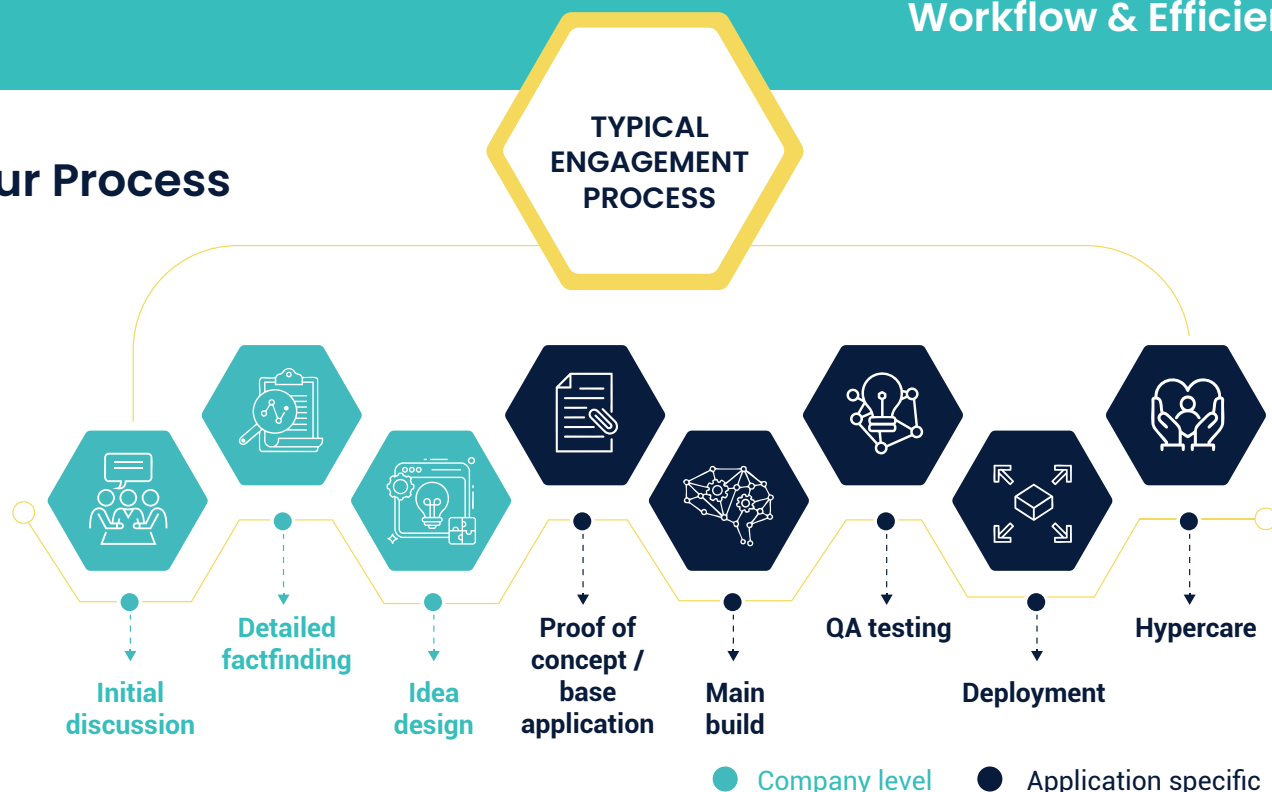 Workflow & Efficien
TYPICAL
ENGAGEMENT
PROCESS
ur Process
Initial
discussion
Detailed
factfinding
Idea
design
Proof of
concept /
base
application
Main
build
QA testing
Deployment
Hypercare
Company level
Application specific